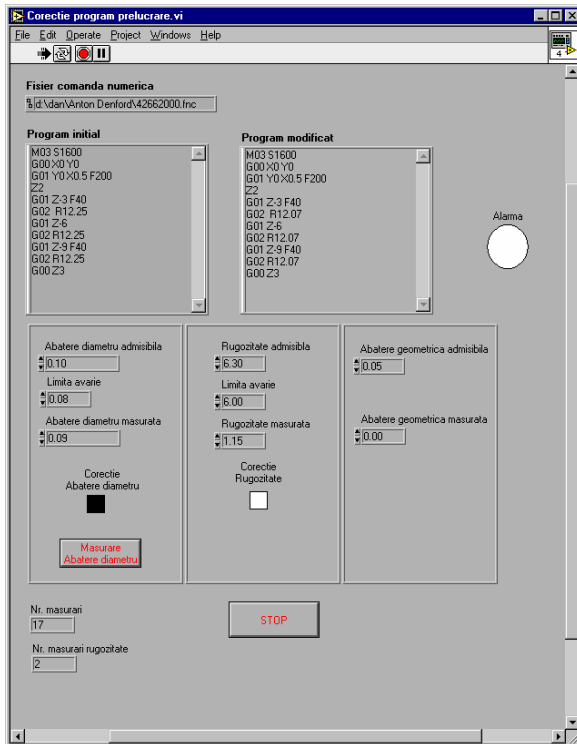 Corectie program prelucrare.vi
File Edit Operate Project Windows Help
4
Fisier comanda numerica
d:\dan\Anton Denford\42662000.fnc
Program initial
M03 S1600
G00 X0 Y0
G01 Y0 X0.5 F200
Z2
G01 Z-3 F40
G02 R12.25
G01 Z-6
G02 R12.25
G01 Z-9 F40
G02 R12.25
G00 Z3
Program modificat
M03 S1600
G00 X0 Y0
G01 Y0 X0.5 F200
Z2
G01 Z-3 F40
G02 R12.07
G01 Z-6
G02 R12.07
G01 Z-9 F40
G02 R12.07
G00 Z3
Alarma
Abatere diametru admisibila
0.10
Limita avarie
0.08
Abatere diametru masurata
0.09
Corectie
Abatere diametru
Masurare
Abatere diametru
Rugozitate admisibla
6.30
Limita avarie
6.00
Rugozitate masurata
1.15
Corectie
Rugozitate
Abatere geometrica admisibila
0.05
Abatere geometrica masurata
0.00
Nr. masurari
17
STOP
Nr. masurari rugozitate
2